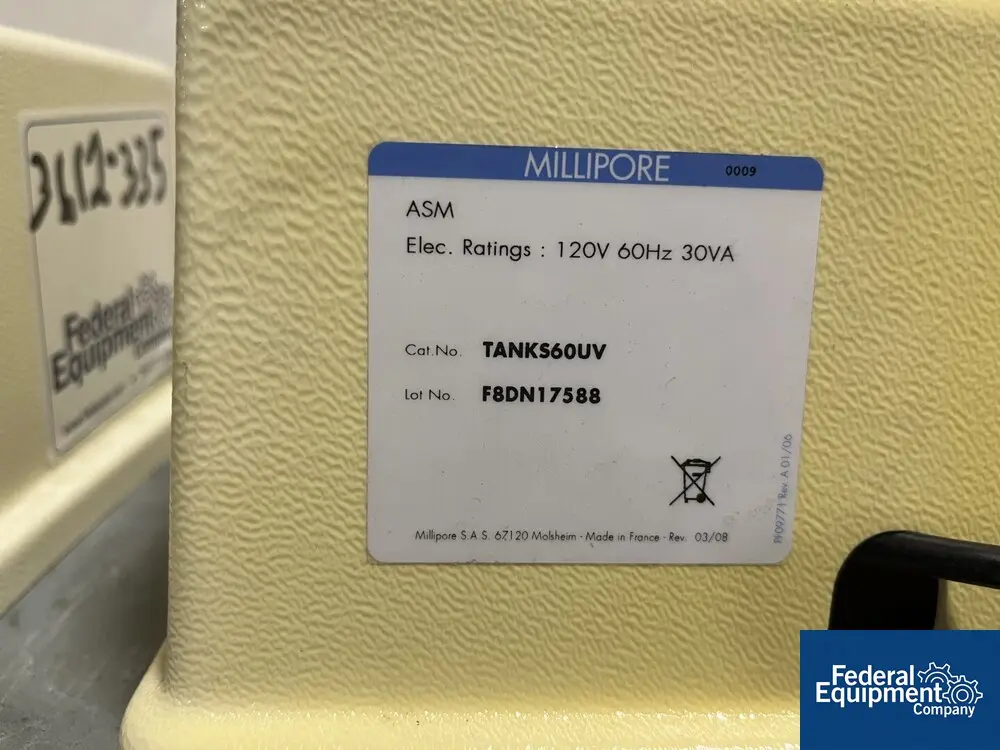 3612-335
Federal
Equipment
MILLIPORE 0009
ASM
Elec. Ratings : 120V 60Hz 30VA
Cat.No. TANKS60UV
Lot No. F8DN17588
PF09771 Rev. A 01/06
Millipore S.A.S. 67120 Molsheim - Made in France - Rev. 03/08
Federal
Equipment
Company